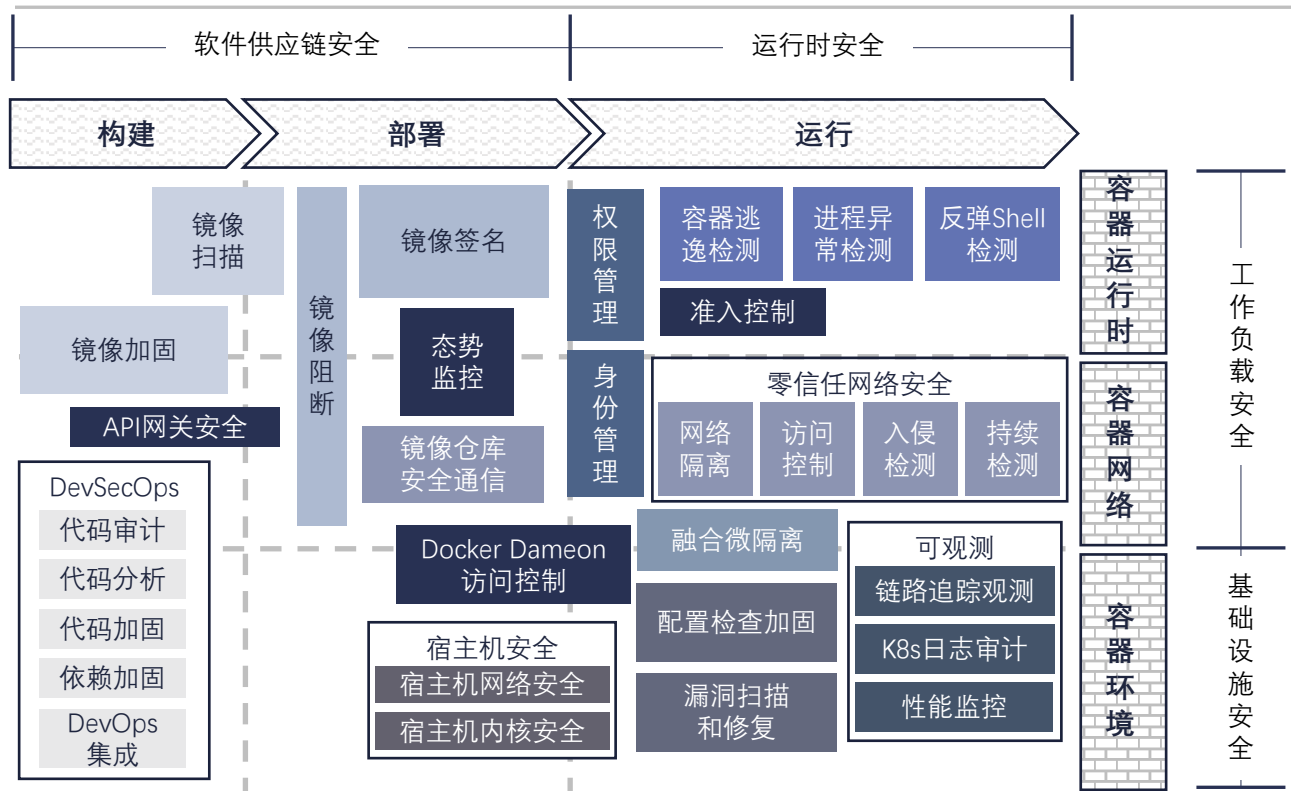 软件供应链安全
运行时安全
构建
部署
运行
镜像
扫描
镜像加固
API网关安全
DevSecOps
代码审计
代码分析
代码加固
依赖加固
DevOps
集成
镜像阻断
镜像签名
态势
监控
镜像仓库
安全通信
Docker Dameon
访问控制
宿主机安全
宿主机网络安全
宿主机内核安全
权限管理
身份管理
容器逃
逸检测
进程异
常检测
反弹Shell
检测
准入控制
零信任网络安全
网络
隔离
访问
控制
入侵
检测
持续
检测
融合微隔离
配置检查加固
漏洞扫描
和修复
可观测
链路追踪观测
K8s日志审计
性能监控
容器运行时
容器网络
容器环境
工作负载安全
基础设施安全